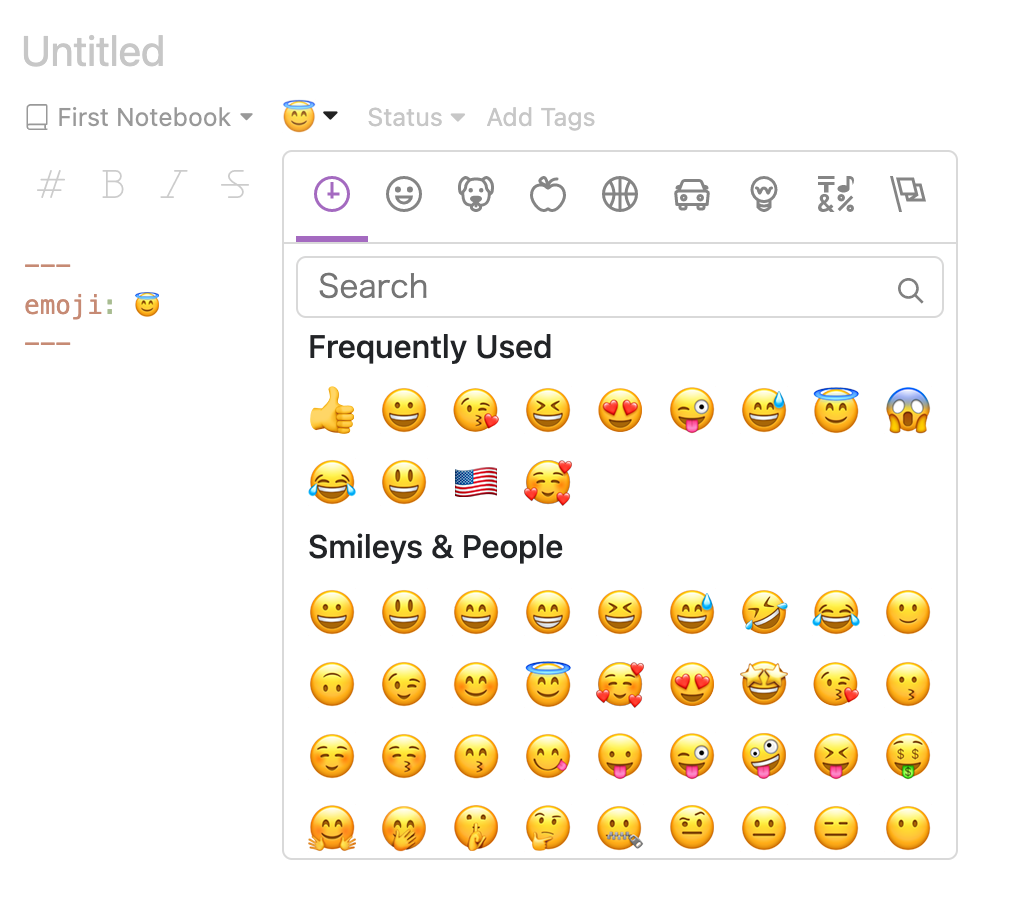 Untitled
First Notebook 😇 Status Add Tags
# B I S
---
emoji: 😇
---
Search
Frequently Used
Smileys & People